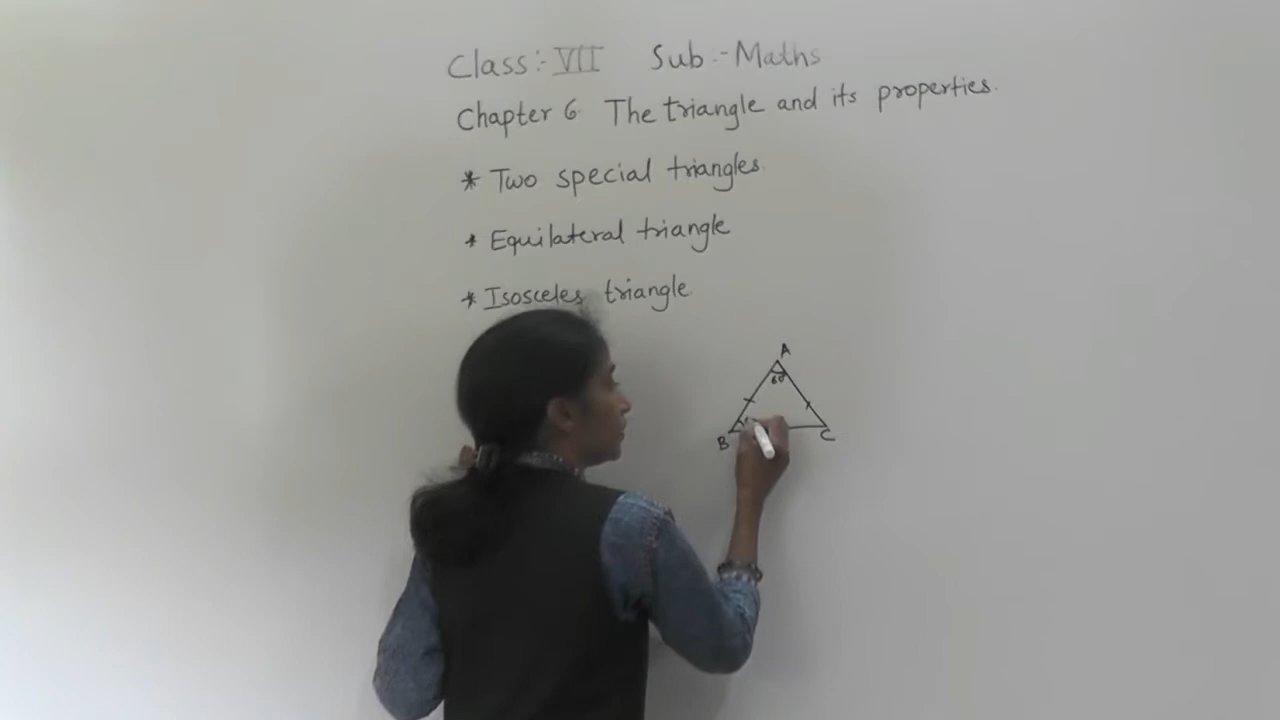 Class:- VII Sub:- Maths
Chapter 6 The triangle and its properties.
* Two special triangles.
* Equilateral triangle
* Isosceles triangle
A
60°
B C